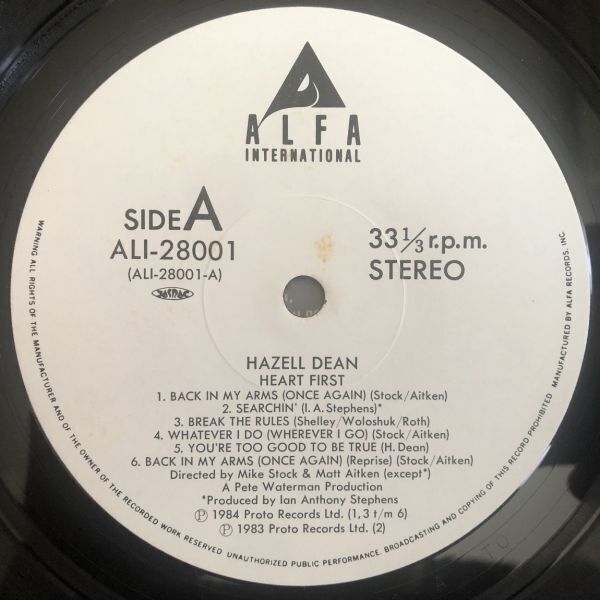 ALFA
INTERNATIONAL
SIDE A
ALI-28001
(ALI-28001-A)
JASRAC
33 1/3 r.p.m.
STEREO
HAZELL DEAN
HEART FIRST
1. BACK IN MY ARMS (ONCE AGAIN) (Stock/Aitken)
2. SEARCHIN' (I. A. Stephens)*
3. BREAK THE RULES (Shelley/Woloshuk/Roth)
4. WHATEVER I DO (WHEREVER I GO) (Stock/Aitken)
5. YOU'RE TOO GOOD TO BE TRUE (H. Dean)
6. BACK IN MY ARMS (ONCE AGAIN) (Reprise) (Stock/Aitken)
Directed by Mike Stock & Matt Aitken (except*)
A Pete Waterman Production
*Produced by Ian Anthony Stephens
Ⓟ 1984 Proto Records Ltd. (1, 3 t/m 6)
Ⓟ 1983 Proto Records Ltd. (2)
WARNING: ALL RIGHTS OF THE MANUFACTURER AND OF THE OWNER OF THE RECORDED WORK RESERVED UNAUTHORIZED PUBLIC PERFORMANCE, BROADCASTING AND COPYING OF THIS RECORD PROHIBITED MANUFACTURED BY ALFA RECORDS, INC.